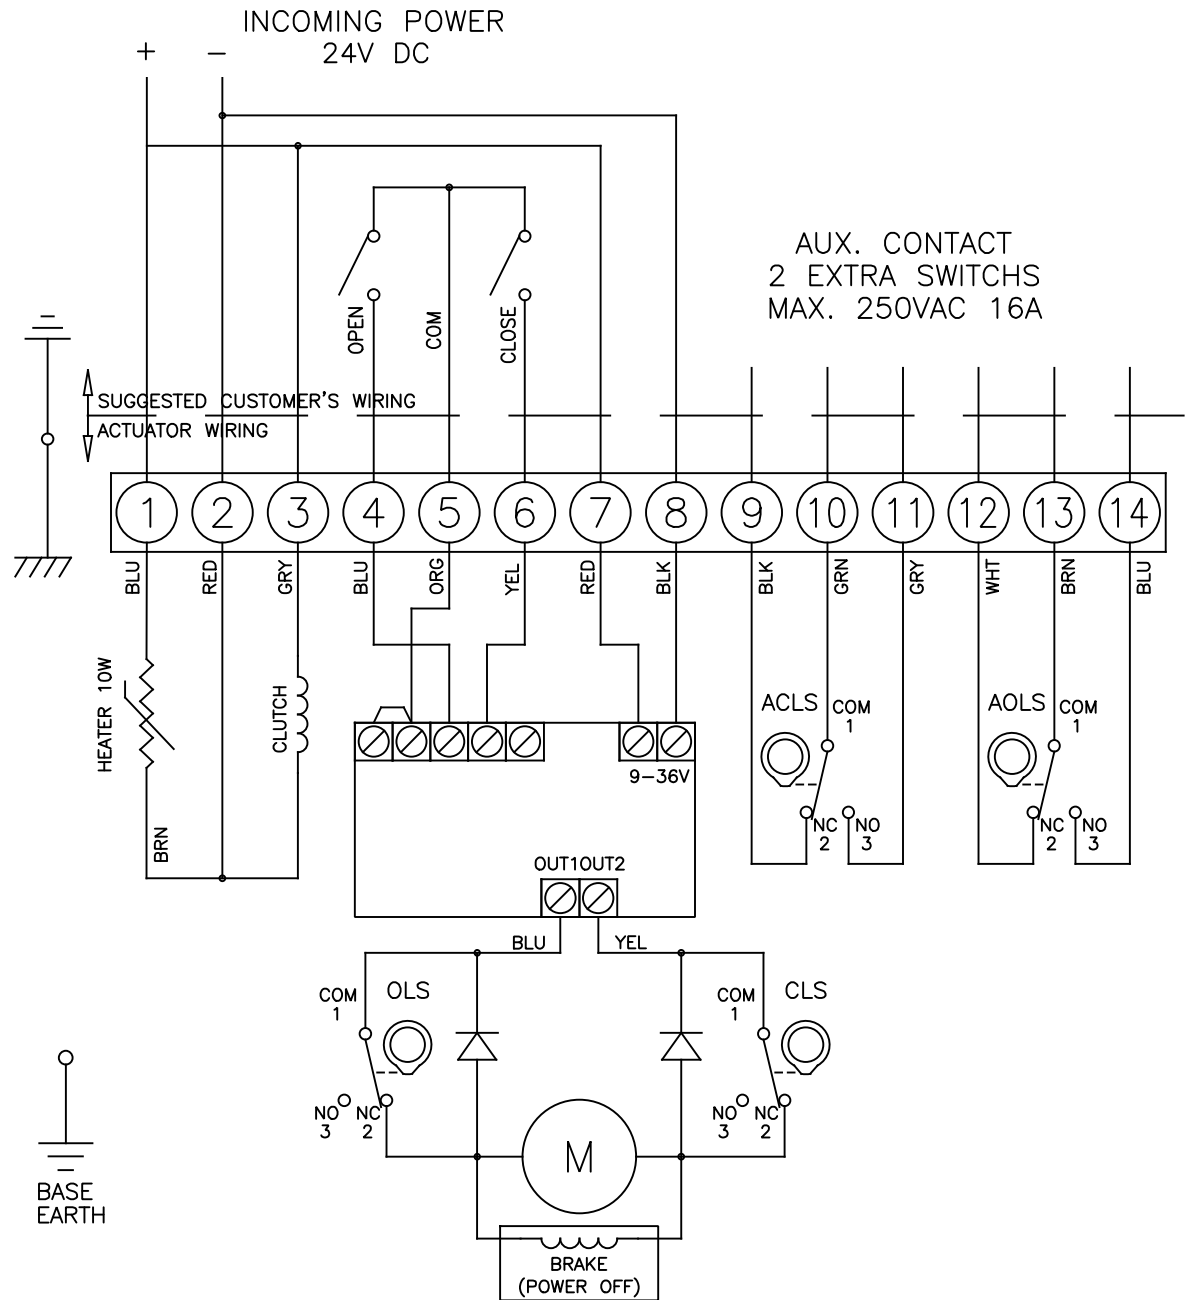 INCOMING POWER
+ − 24V DC
AUX. CONTACT
2 EXTRA SWITCHS
MAX. 250VAC 16A
OPEN
COM
CLOSE
SUGGESTED CUSTOMER'S WIRING
ACTUATOR WIRING
1 2 3 4 5 6 7 8 9 10 11 12 13 14
BLU RED GRY BLU ORG YEL RED BLK BLK GRN GRY WHT BRN BLU
HEATER 10W
CLUTCH
BRN
9-36V
OUT1 OUT2
ACLS
COM
1
NC
2
NO
3
AOLS
COM
1
NC
2
NO
3
BLU
YEL
OLS
COM
1
NO
3
NC
2
CLS
COM
1
NO
3
NC
2
M
BRAKE
(POWER OFF)
BASE
EARTH